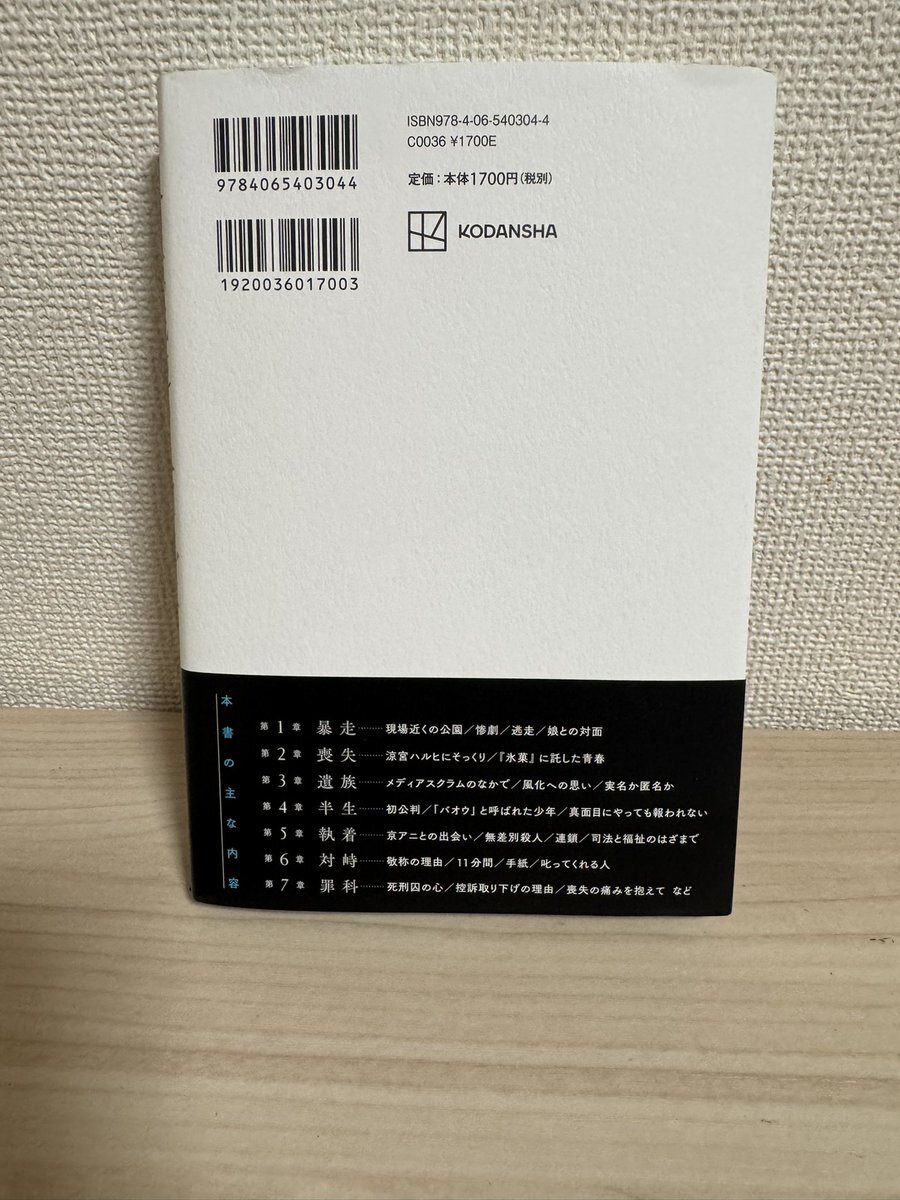 ISBN978-4-06-540304-4
C0036 ¥1700E
定価：本体1700円（税別）
KODANSHA
9784065403044
1920036017003
本書の主な内容
第1章 暴走………現場近くの公園／惨劇／逃走／娘との対面
第2章 喪失………涼宮ハルヒにそっくり／『氷菓』に託した青春
第3章 遺族………メディアスクラムのなかで／風化への思い／実名か匿名か
第4章 半生………初公判／「バオウ」と呼ばれた少年／真面目にやっても報われない
第5章 執着………京アニとの出会い／無差別殺人／連鎖／司法と福祉のはざまで
第6章 対峙………敬称の理由／11分間／手紙／叱ってくれる人
第7章 罪科………死刑囚の心／控訴取り下げの理由／喪失の痛みを抱えて など